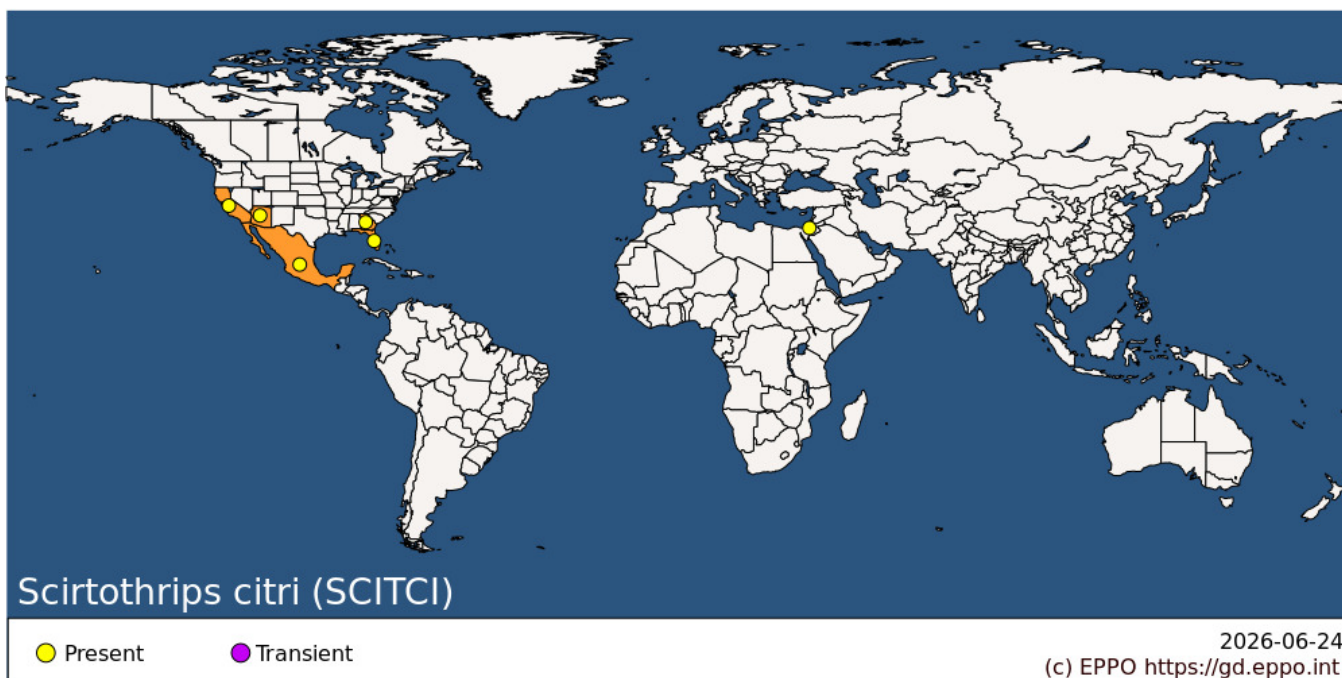 Scirtothrips citri (SCITCI)
Present
Transient
2026-06-24
(c) EPPO https://gd.eppo.int